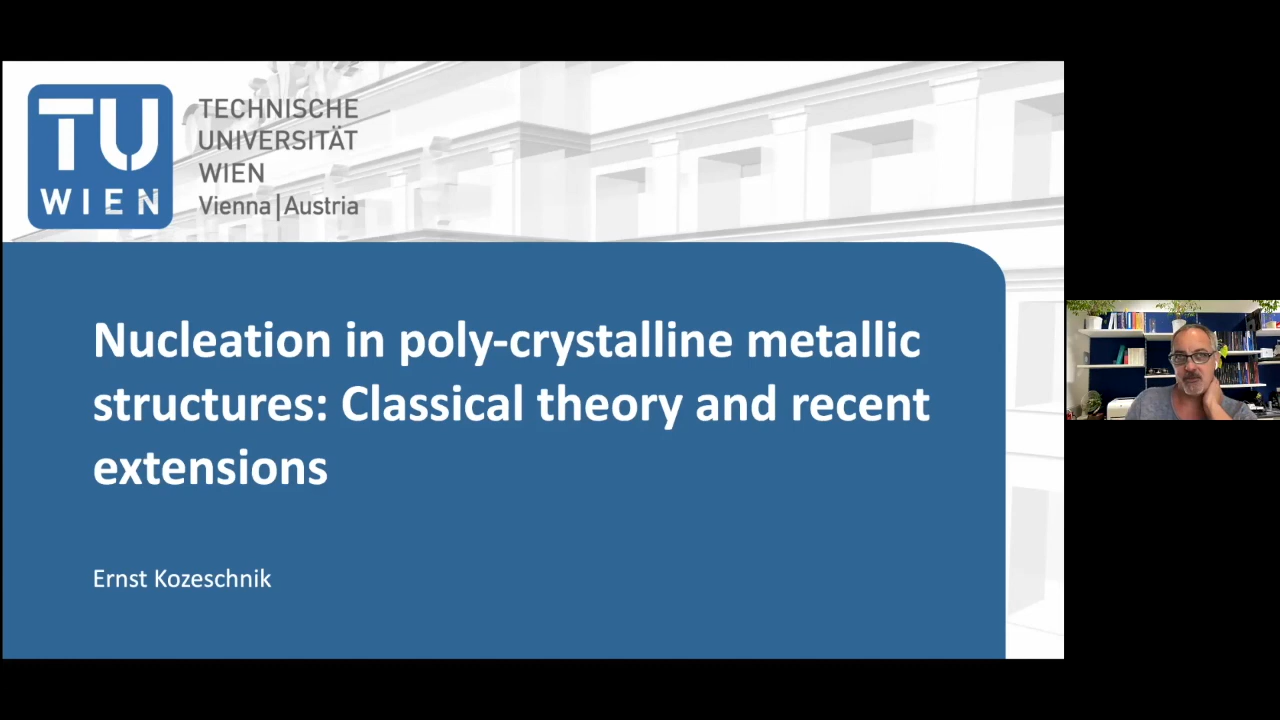 TU
WIEN
TECHNISCHE
UNIVERSITÄT
WIEN
Vienna|Austria
Nucleation in poly-crystalline metallic
structures: Classical theory and recent
extensions
Ernst Kozeschnik